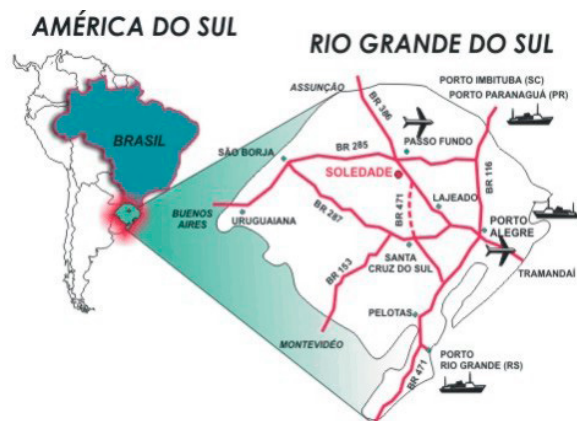 AMÉRICA DO SUL
RIO GRANDE DO SUL
PORTO IMBITUBA (SC)
PORTO PARANAGUÁ (PR)
ASSUNÇÃO
BR 386
BRASIL
PASSO FUNDO
BR 285
SÃO BORJA
SOLEDADE
BR 116
BR 471
LAJEADO
BUENOS
AIRES
URUGUAIANA
BR 287
PORTO
ALEGRE
SANTA
CRUZ DO SUL
TRAMANDAÍ
BR 153
PELOTAS
MONTEVIDÉO
PORTO
RIO GRANDE (RS)
BR 471